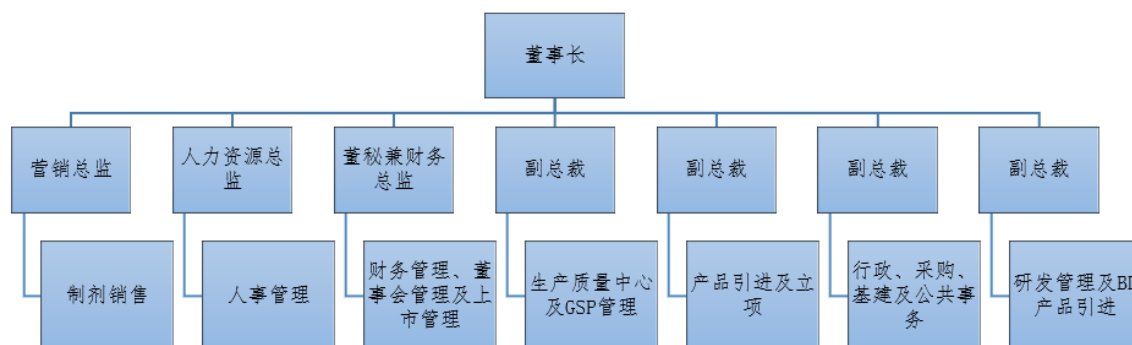 董事长
营销总监
人力资源总
监
董秘兼财务
总监
副总裁
副总裁
副总裁
副总裁
制剂销售
人事管理
财务管理、董
事会管理及上
市管理
生产质量中心
及GSP管理
产品引进及立
项
行政、采购、
基建及公共事
务
研发管理及BD
产品引进